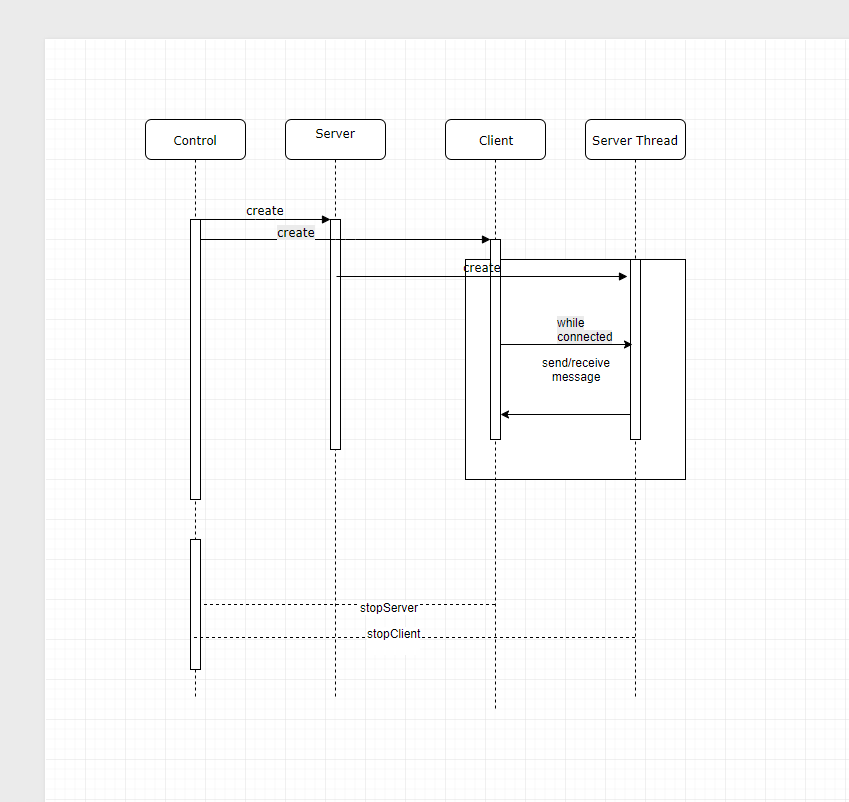 Control
Server
Client
Server Thread
create
create
create
while
connected
send/receive
message
stopServer
stopClient